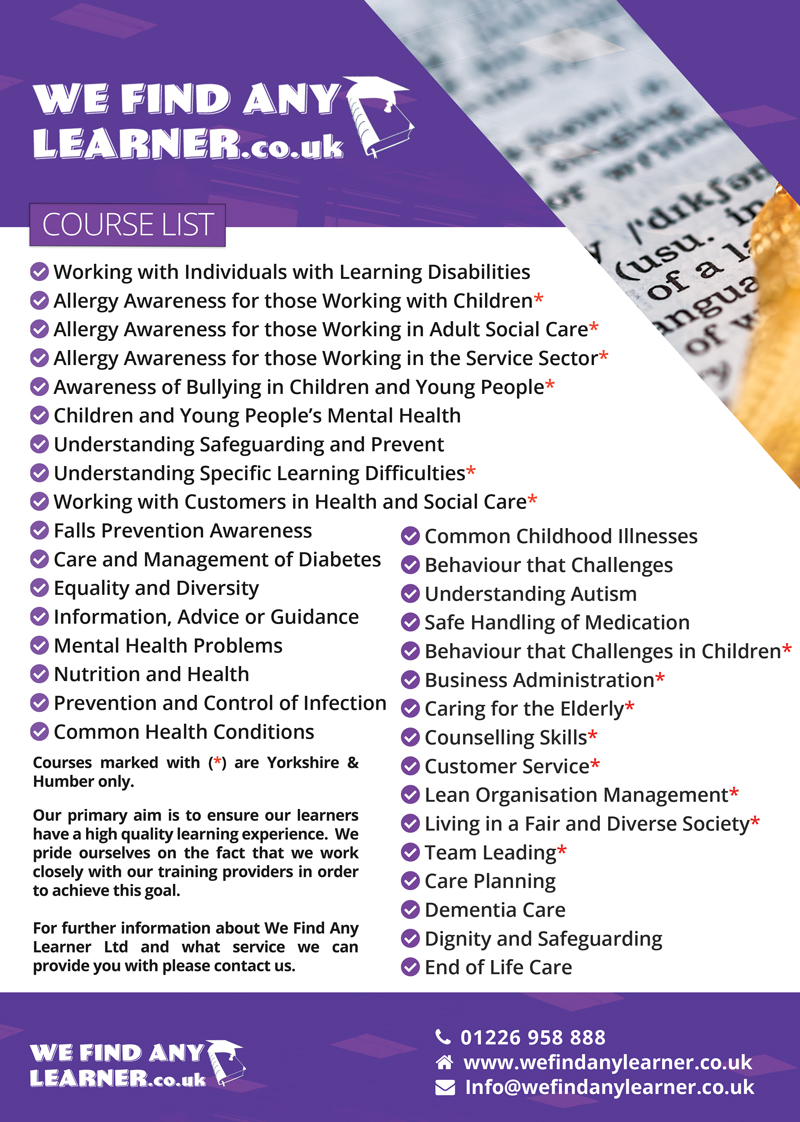 WE FIND ANY
LEARNER.co.uk
COURSE LIST
/'dɪkʃən
(usu. in
of a la
angua
of w
Working with Individuals with Learning Disabilities
Allergy Awareness for those Working with Children*
Allergy Awareness for those Working in Adult Social Care*
Allergy Awareness for those Working in the Service Sector*
Awareness of Bullying in Children and Young People*
Children and Young People’s Mental Health
Understanding Safeguarding and Prevent
Understanding Specific Learning Difficulties*
Working with Customers in Health and Social Care*
Falls Prevention Awareness
Care and Management of Diabetes
Equality and Diversity
Information, Advice or Guidance
Mental Health Problems
Nutrition and Health
Prevention and Control of Infection
Common Health Conditions
Courses marked with (*) are Yorkshire &
Humber only.
Our primary aim is to ensure our learners
have a high quality learning experience. We
pride ourselves on the fact that we work
closely with our training providers in order
to achieve this goal.
For further information about We Find Any
Learner Ltd and what service we can
provide you with please contact us.
Common Childhood Illnesses
Behaviour that Challenges
Understanding Autism
Safe Handling of Medication
Behaviour that Challenges in Children*
Business Administration*
Caring for the Elderly*
Counselling Skills*
Customer Service*
Lean Organisation Management*
Living in a Fair and Diverse Society*
Team Leading*
Care Planning
Dementia Care
Dignity and Safeguarding
End of Life Care
WE FIND ANY
LEARNER.co.uk
01226 958 888
www.wefindanylearner.co.uk
Info@wefindanylearner.co.uk